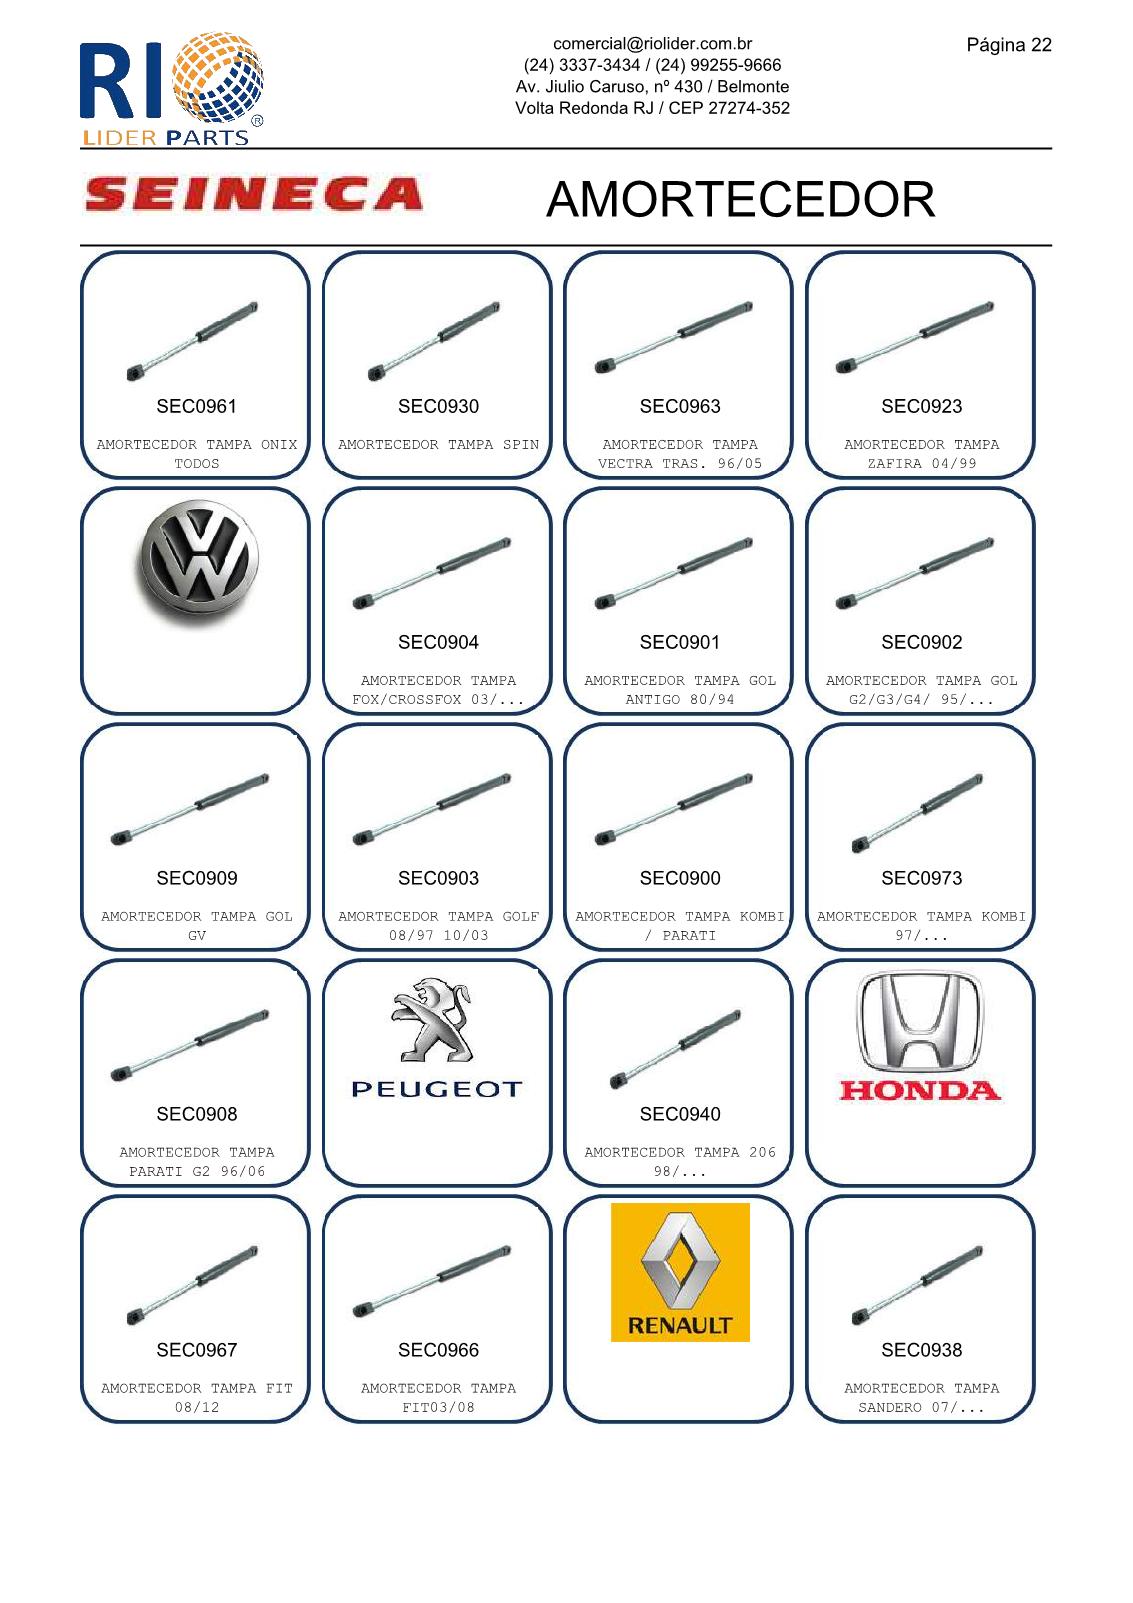 RIO
LIDER PARTS ®
comercial@riolider.com.br
(24) 3337-3434 / (24) 99255-9666
Av. Jiulio Caruso, nº 430 / Belmonte
Volta Redonda RJ / CEP 27274-352
Página 22
SEINECA
AMORTECEDOR
SEC0961
AMORTECEDOR TAMPA ONIX
TODOS
SEC0930
AMORTECEDOR TAMPA SPIN
SEC0963
AMORTECEDOR TAMPA
VECTRA TRAS. 96/05
SEC0923
AMORTECEDOR TAMPA
ZAFIRA 04/99
SEC0904
AMORTECEDOR TAMPA
FOX/CROSSFOX 03/...
SEC0901
AMORTECEDOR TAMPA GOL
ANTIGO 80/94
SEC0902
AMORTECEDOR TAMPA GOL
G2/G3/G4/ 95/...
SEC0909
AMORTECEDOR TAMPA GOL
GV
SEC0903
AMORTECEDOR TAMPA GOLF
08/97 10/03
SEC0900
AMORTECEDOR TAMPA KOMBI
/ PARATI
SEC0973
AMORTECEDOR TAMPA KOMBI
97/...
SEC0908
AMORTECEDOR TAMPA
PARATI G2 96/06
PEUGEOT
SEC0940
AMORTECEDOR TAMPA 206
98/...
HONDA
SEC0967
AMORTECEDOR TAMPA FIT
08/12
SEC0966
AMORTECEDOR TAMPA
FIT03/08
RENAULT
SEC0938
AMORTECEDOR TAMPA
SANDERO 07/...